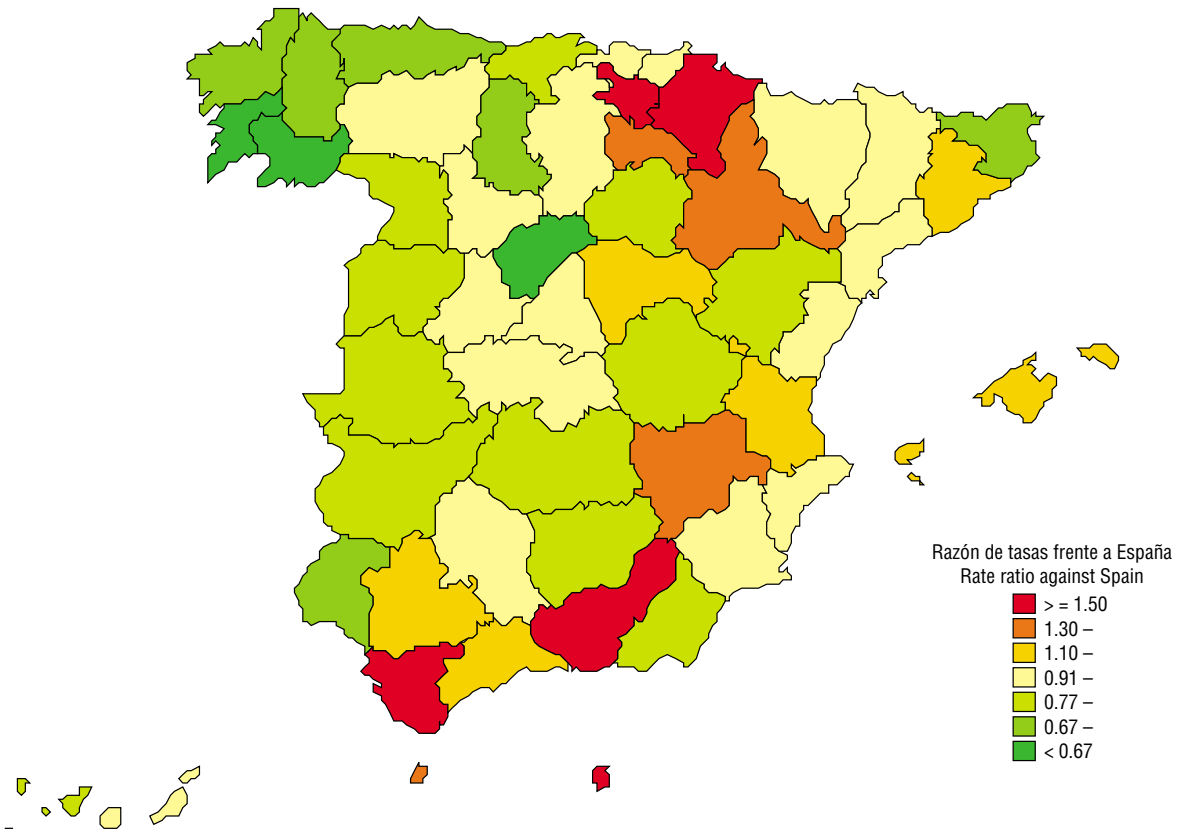 Razón de tasas frente a España
Rate ratio against Spain
> = 1.50
1.30 –
1.10 –
0.91 –
0.77 –
0.67 –
< 0.67